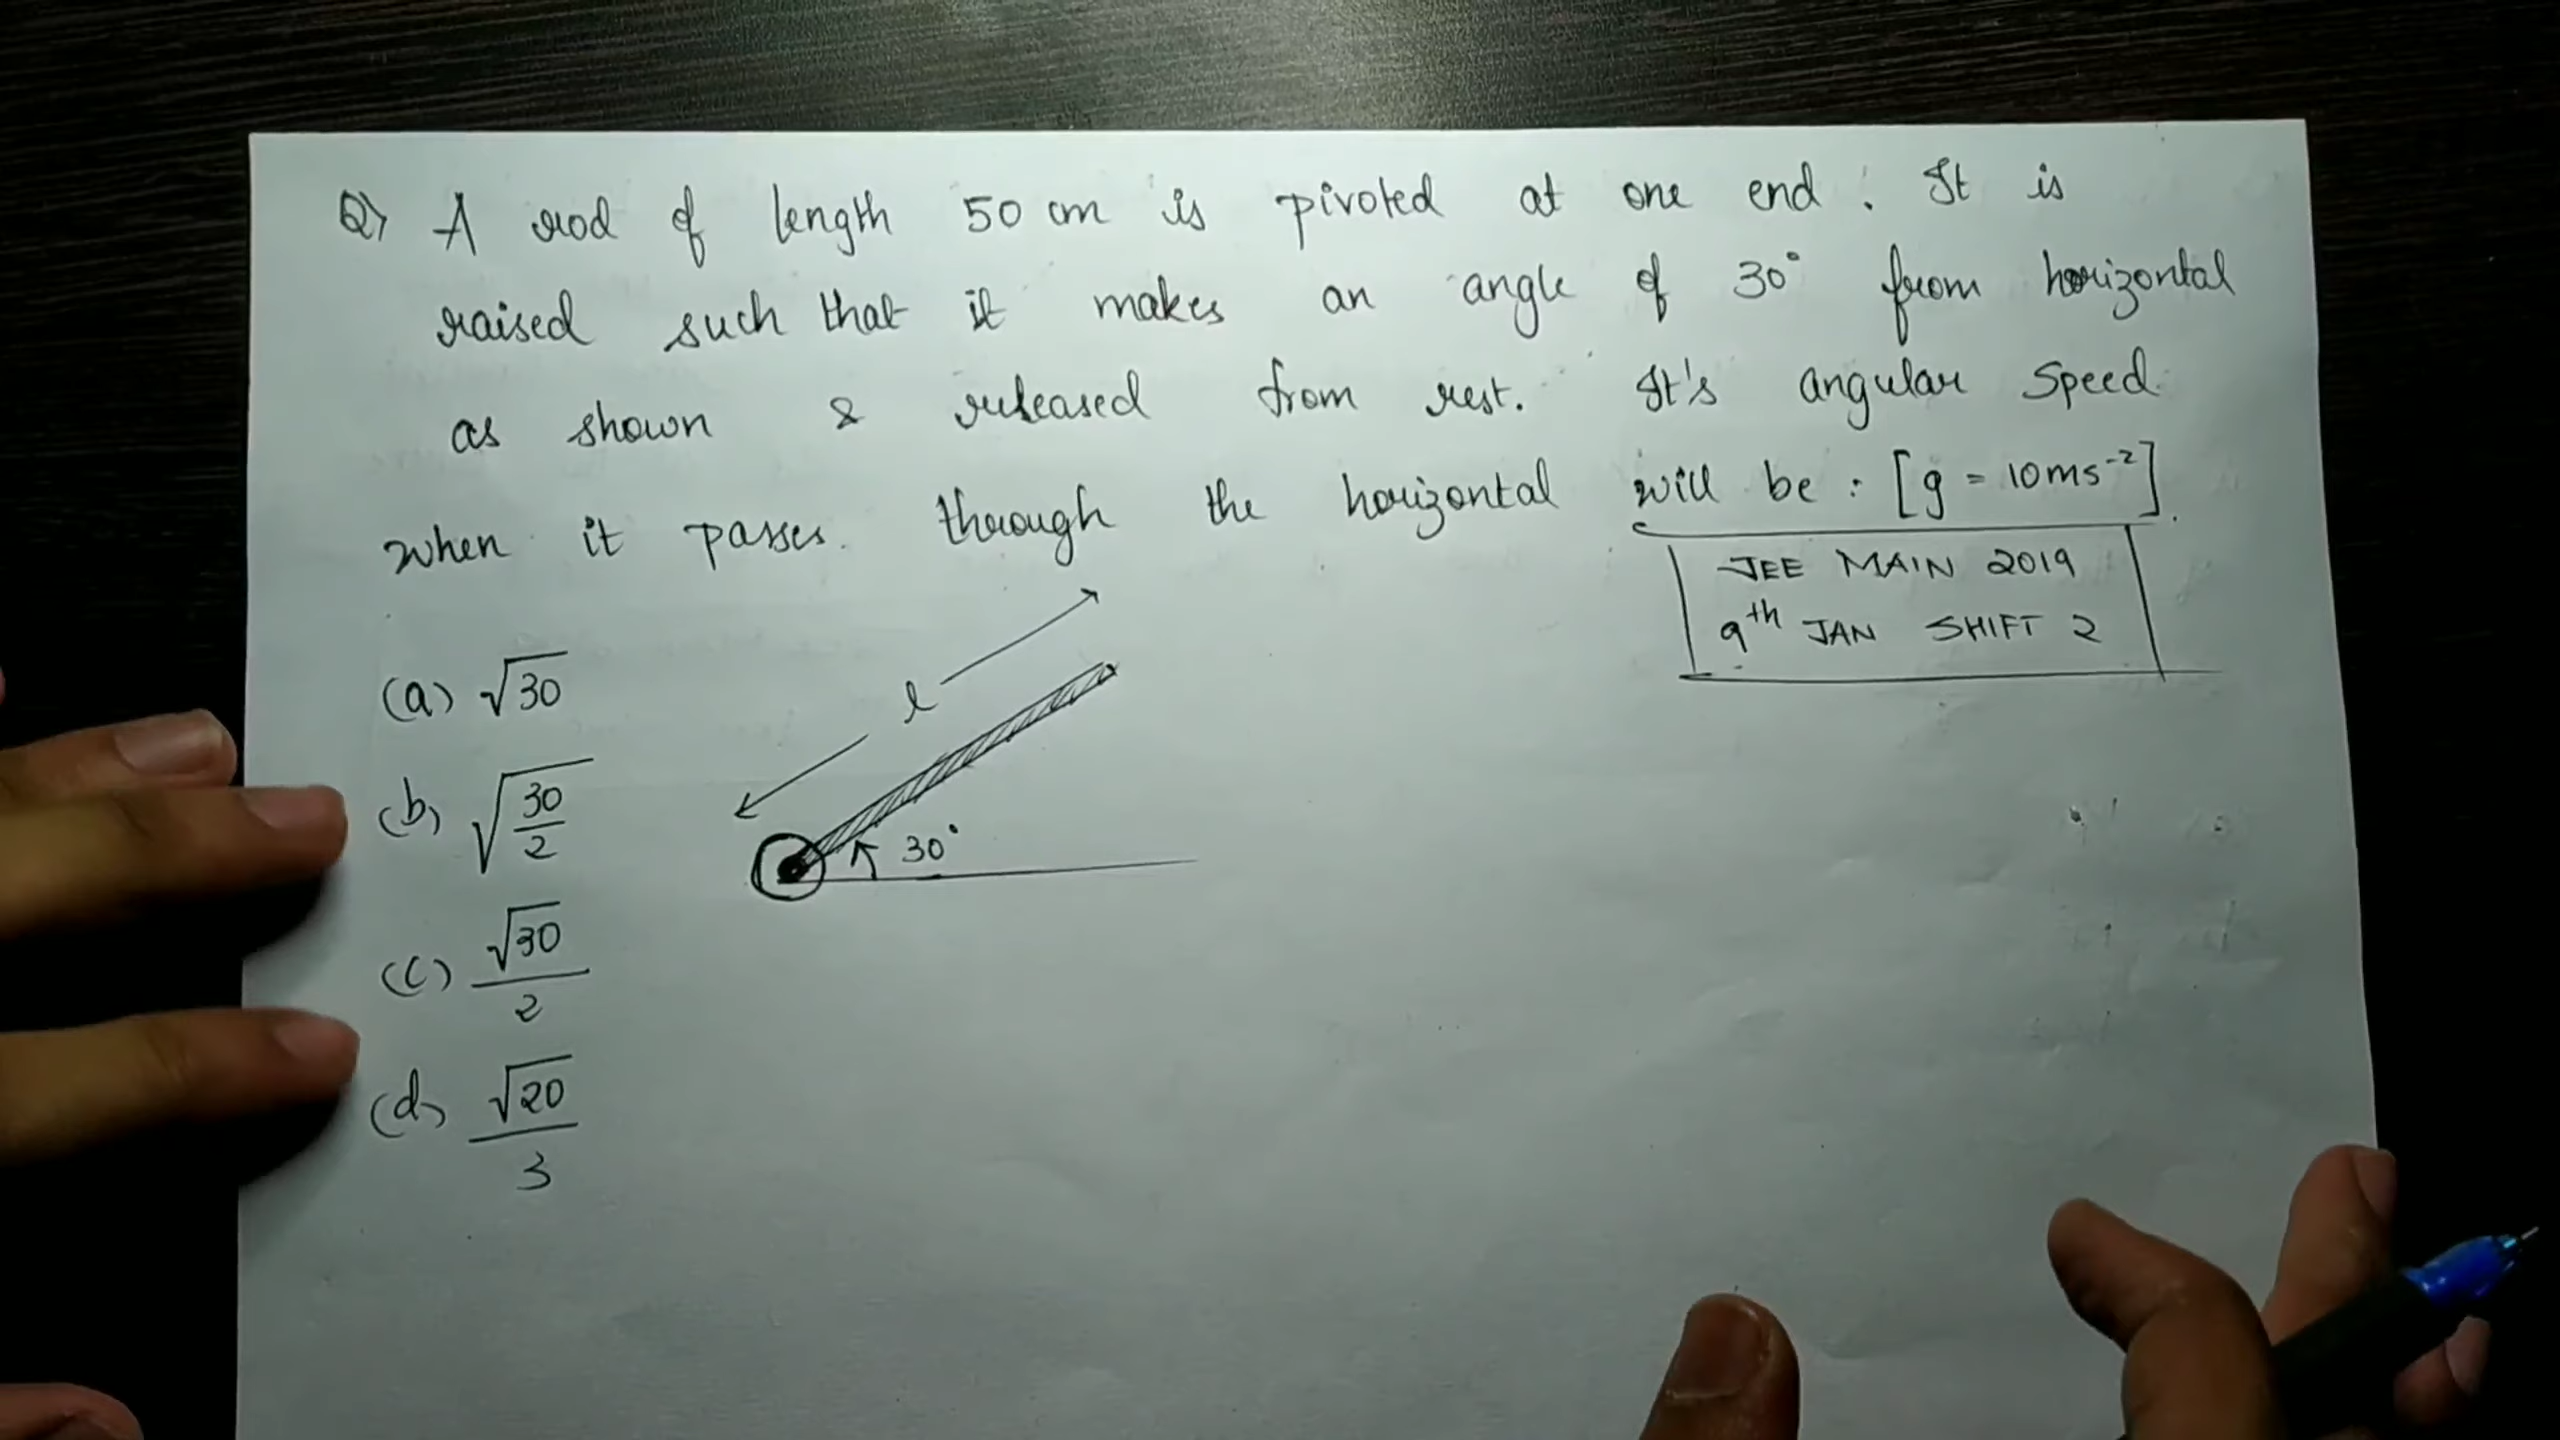 Q) A rod of length 50 cm is pivoted at one end. It is
raised such that it makes an angle of 30° from horizontal
as shown & released from rest. It's angular speed
when it passes through the horizontal will be : [g = 10ms⁻²].
JEE MAIN 2019
9th JAN SHIFT 2
(a) √30
(b) √(30/2)
(c) √30/2
(d) √20/3
l
30°